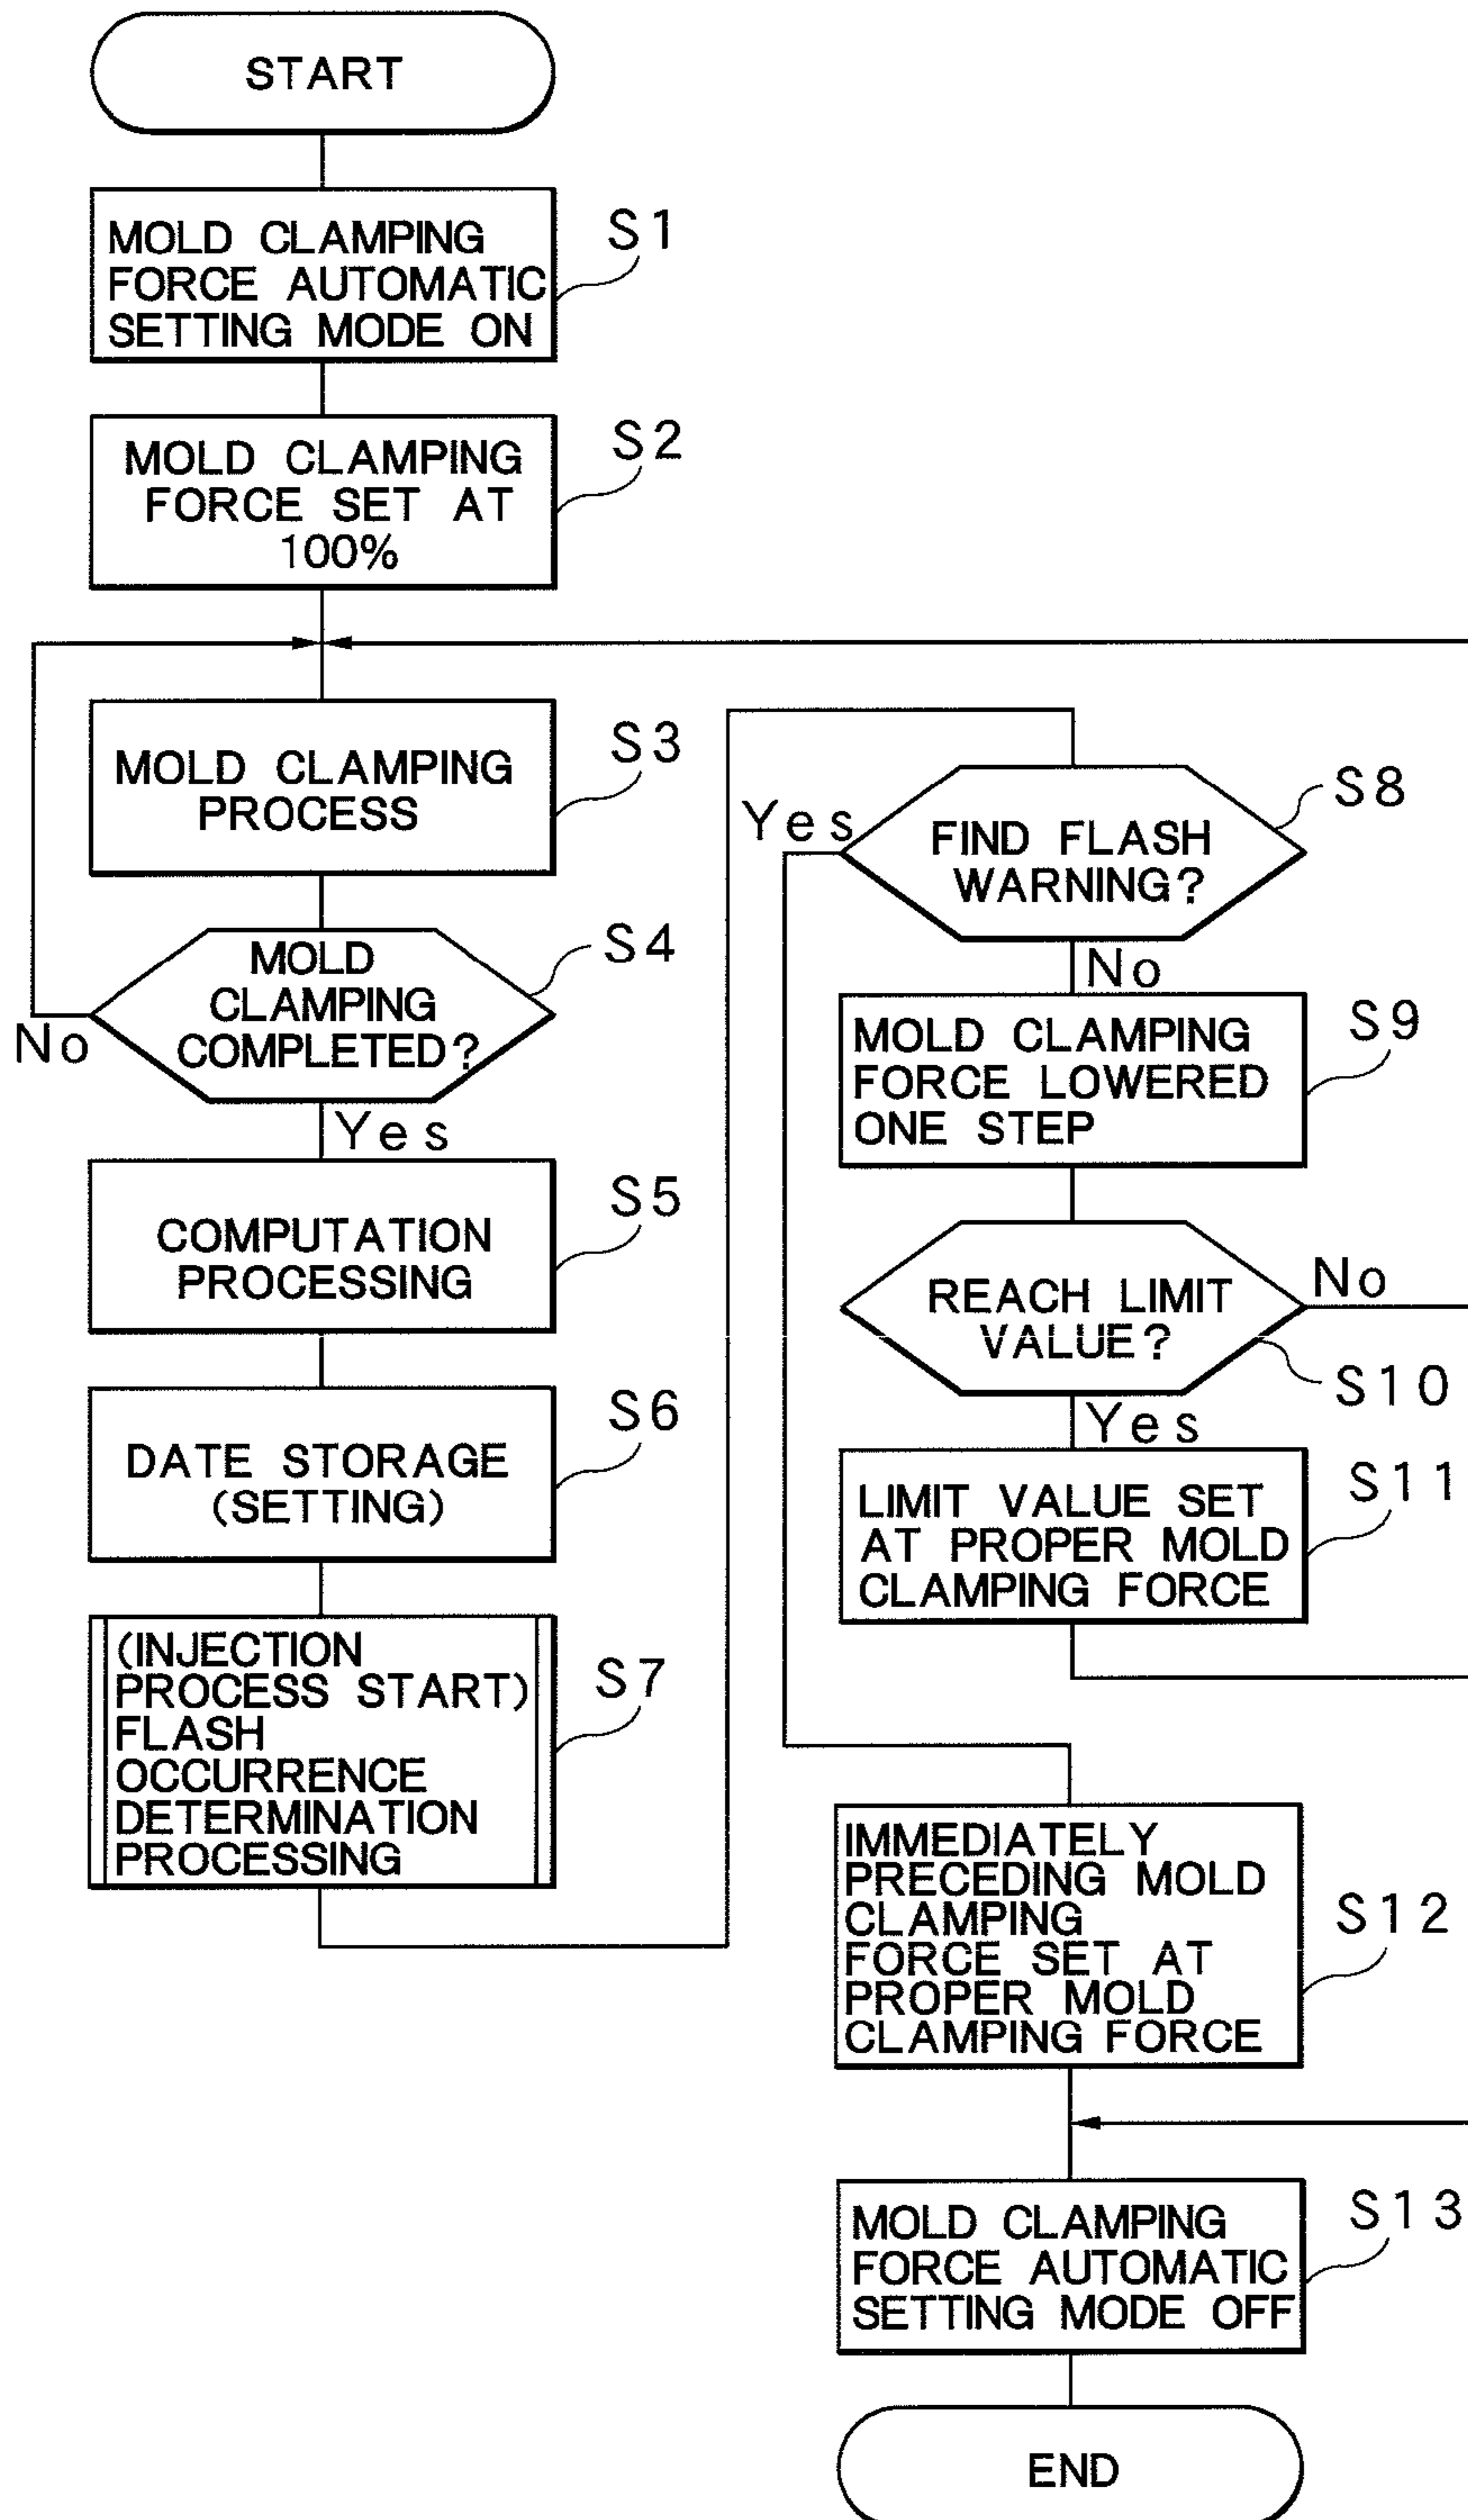 START
MOLD CLAMPING
FORCE AUTOMATIC
SETTING MODE ON
S1
MOLD CLAMPING
FORCE SET AT
100%
S2
MOLD CLAMPING
PROCESS
S3
MOLD
CLAMPING
COMPLETED?
S4
No
Yes
COMPUTATION
PROCESSING
S5
DATE STORAGE
(SETTING)
S6
(INJECTION
PROCESS START)
FLASH
OCCURRENCE
DETERMINATION
PROCESSING
S7
Yes
FIND FLASH
WARNING?
S8
No
MOLD CLAMPING
FORCE LOWERED
ONE STEP
S9
REACH LIMIT
VALUE?
No
S10
Yes
LIMIT VALUE SET
AT PROPER MOLD
CLAMPING FORCE
S11
IMMEDIATELY
PRECEDING MOLD
CLAMPING
FORCE SET AT
PROPER MOLD
CLAMPING FORCE
S12
MOLD CLAMPING
FORCE AUTOMATIC
SETTING MODE OFF
S13
END